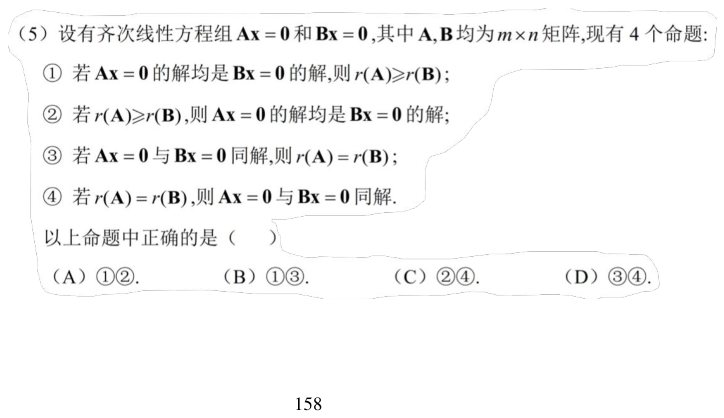 （5）设有齐次线性方程组 Ax = 0 和 Bx = 0 ,其中 A, B 均为 m×n 矩阵,现有 4 个命题:
① 若 Ax = 0 的解均是 Bx = 0 的解,则 r(A)⩾r(B) ;
② 若 r(A)⩾r(B) ,则 Ax = 0 的解均是 Bx = 0 的解;
③ 若 Ax = 0 与 Bx = 0 同解,则 r(A) = r(B) ;
④ 若 r(A) = r(B) ,则 Ax = 0 与 Bx = 0 同解.
以上命题中正确的是（ ）
（A）①②. （B）①③. （C）②④. （D）③④.
158